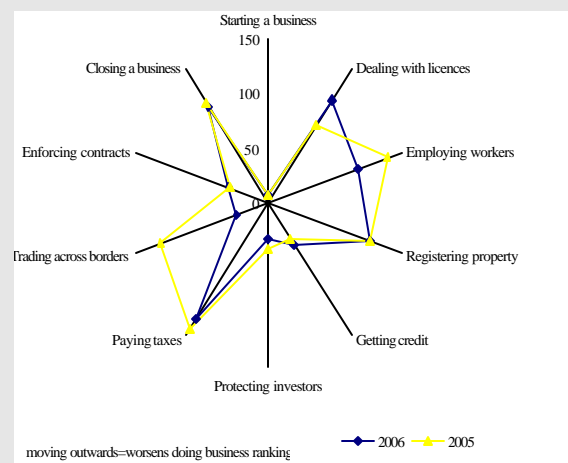 Starting a business
150
Closing a business
Dealing with licences
100
Enforcing contracts
50
Employing workers
0
Trading across borders
Registering property
Paying taxes
Getting credit
Protecting investors
2006
2005
moving outwards=worsens doing business ranking